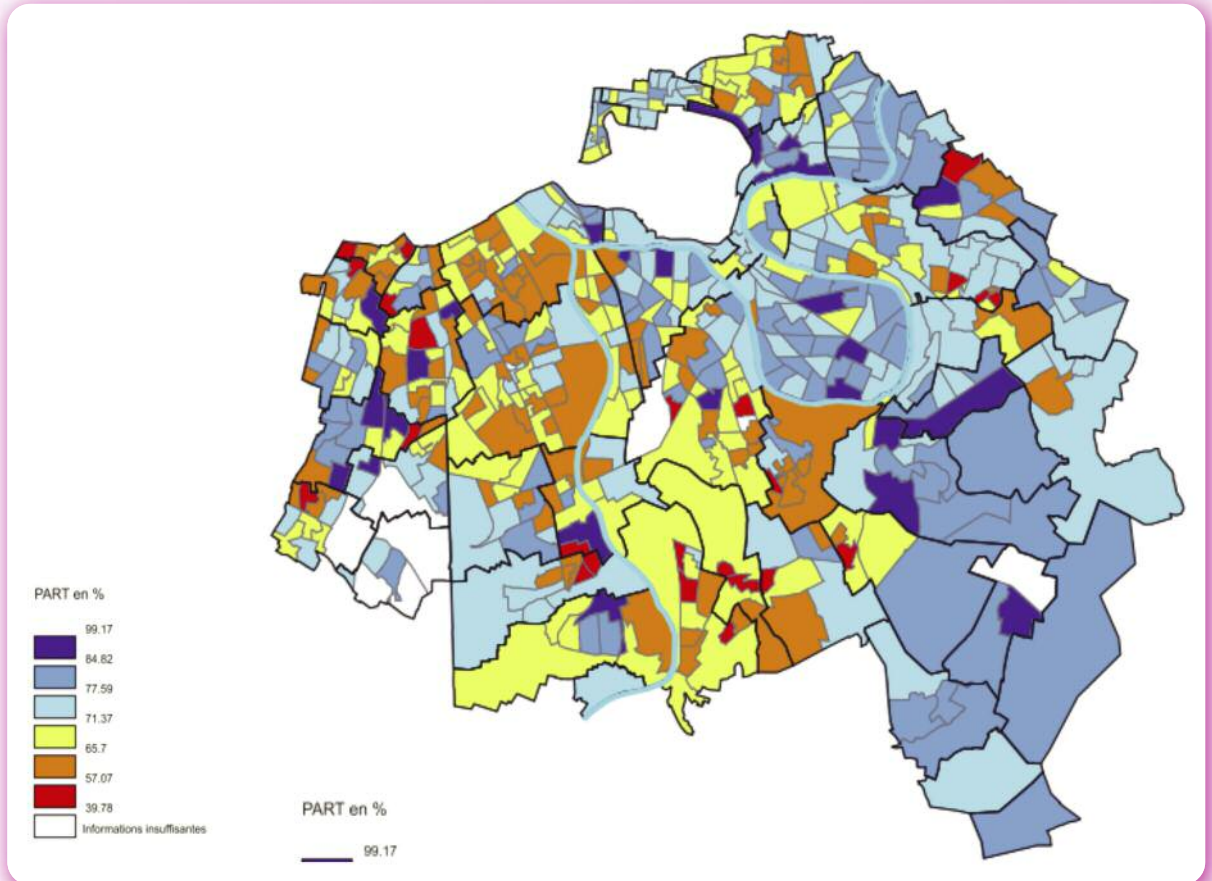 PART en %
99.17
84.82
77.59
71.37
65.7
57.07
39.78
Informations insuffisantes
PART en %
99.17